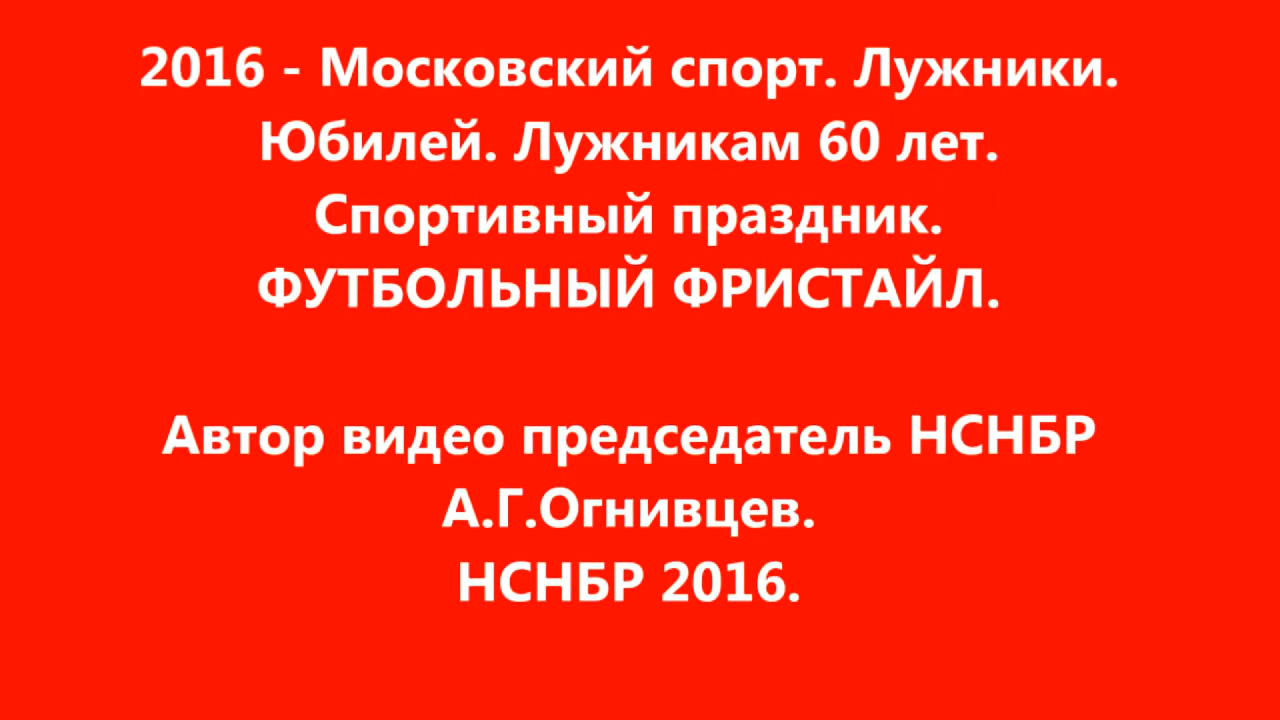 2016 - Московский спорт. Лужники.
Юбилей. Лужникам 60 лет.
Спортивный праздник.
ФУТБОЛЬНЫЙ ФРИСТАЙЛ.
Автор видео председатель НСНБР
А.Г.Огнивцев.
НСНБР 2016.